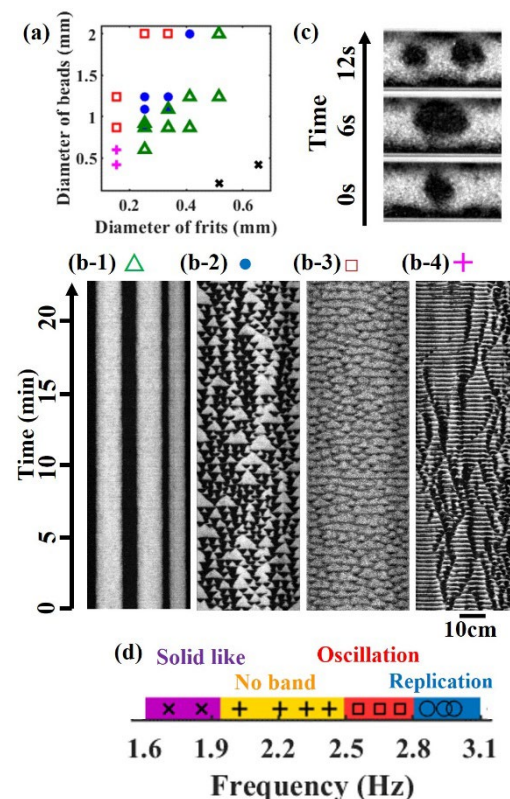 (a)
Diameter of beads (mm)
2
1.5
1
0.5
0.2 0.4 0.6
Diameter of frits (mm)
(c)
Time
12s
6s
0s
(b-1) (b-2) (b-3) (b-4)
Time (min)
20
15
10
5
0
10cm
(d)
Solid like
Oscillation
No band
Replication
1.6 1.9 2.2 2.5 2.8 3.1
Frequency (Hz)